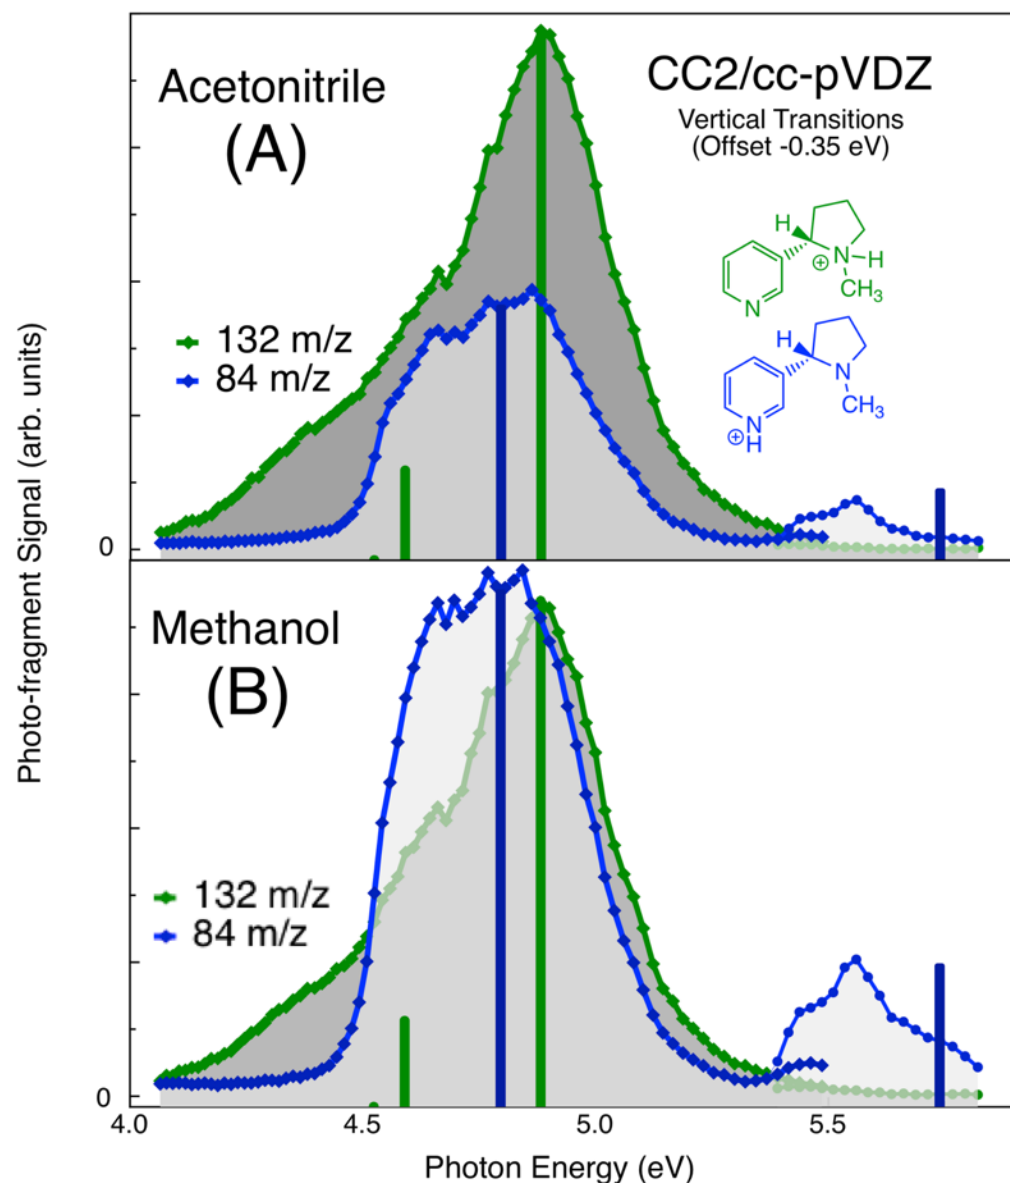 Acetonitrile
(A)
CC2/cc-pVDZ
Vertical Transitions
(Offset -0.35 eV)
H
N
⊕
H
CH3
N
132 m/z
84 m/z
H
N
CH3
N
⊕
H
0
Photo-fragment Signal (arb. units)
Methanol
(B)
132 m/z
84 m/z
0
4.0 4.5 5.0 5.5
Photon Energy (eV)